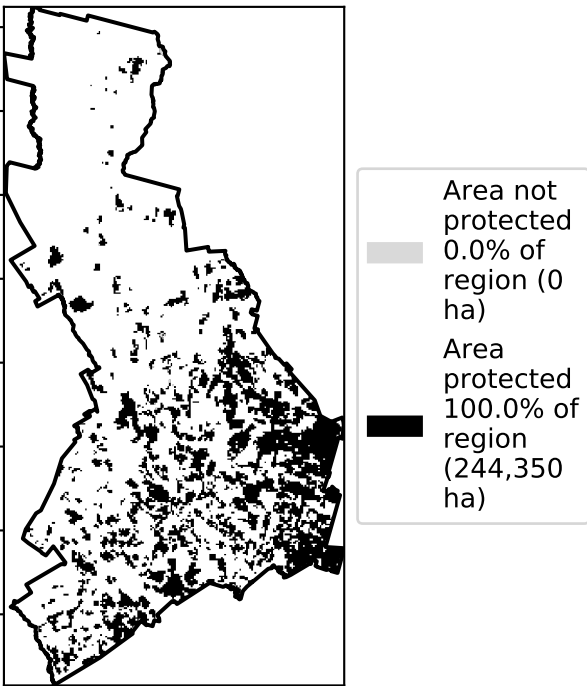 Area not
protected
0.0% of
region (0
ha)
Area
protected
100.0% of
region
(244,350
ha)